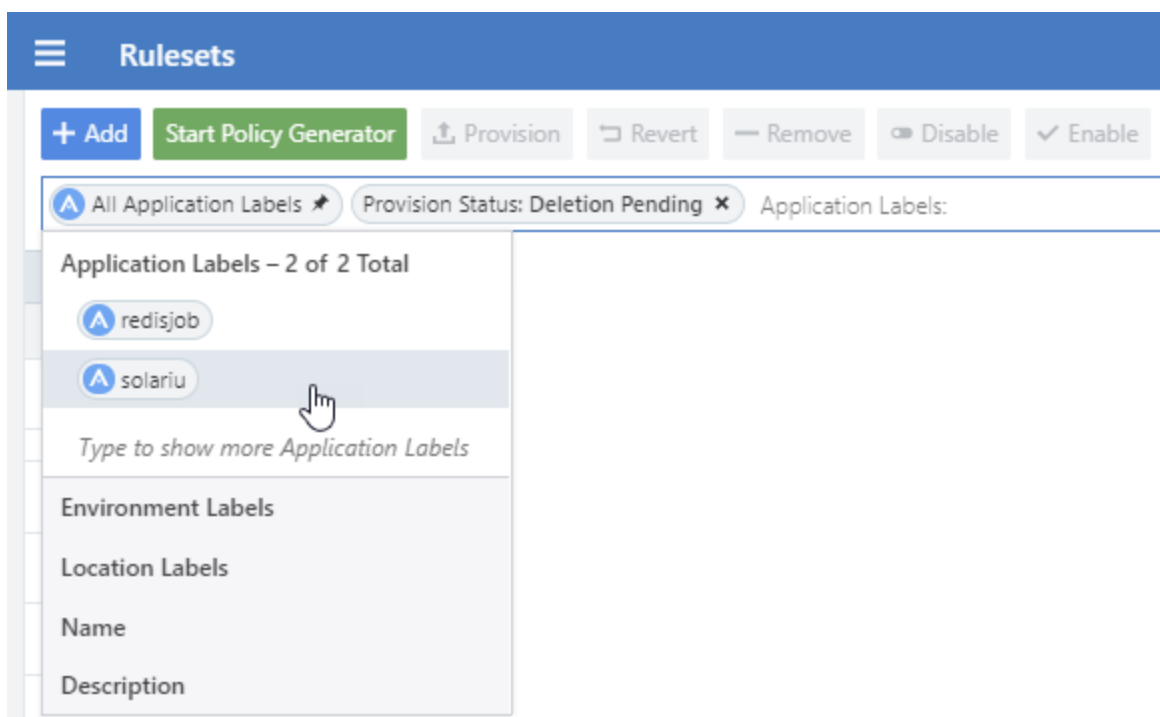 Rulesets
+ Add Start Policy Generator Provision Revert Remove Disable Enable
All Application Labels Provision Status: Deletion Pending × Application Labels:
Application Labels – 2 of 2 Total
redisjob
solariu
Type to show more Application Labels
Environment Labels
Location Labels
Name
Description